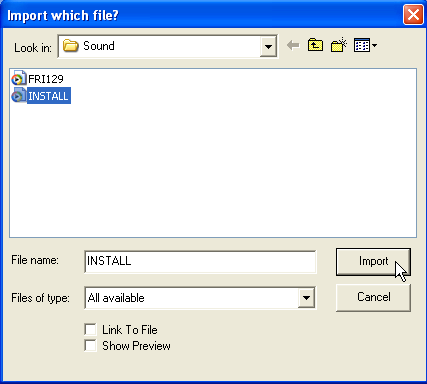 Import which file?
Look in: Sound
FRI129
INSTALL
File name: INSTALL Import
Files of type: All available Cancel
Link To File
Show Preview